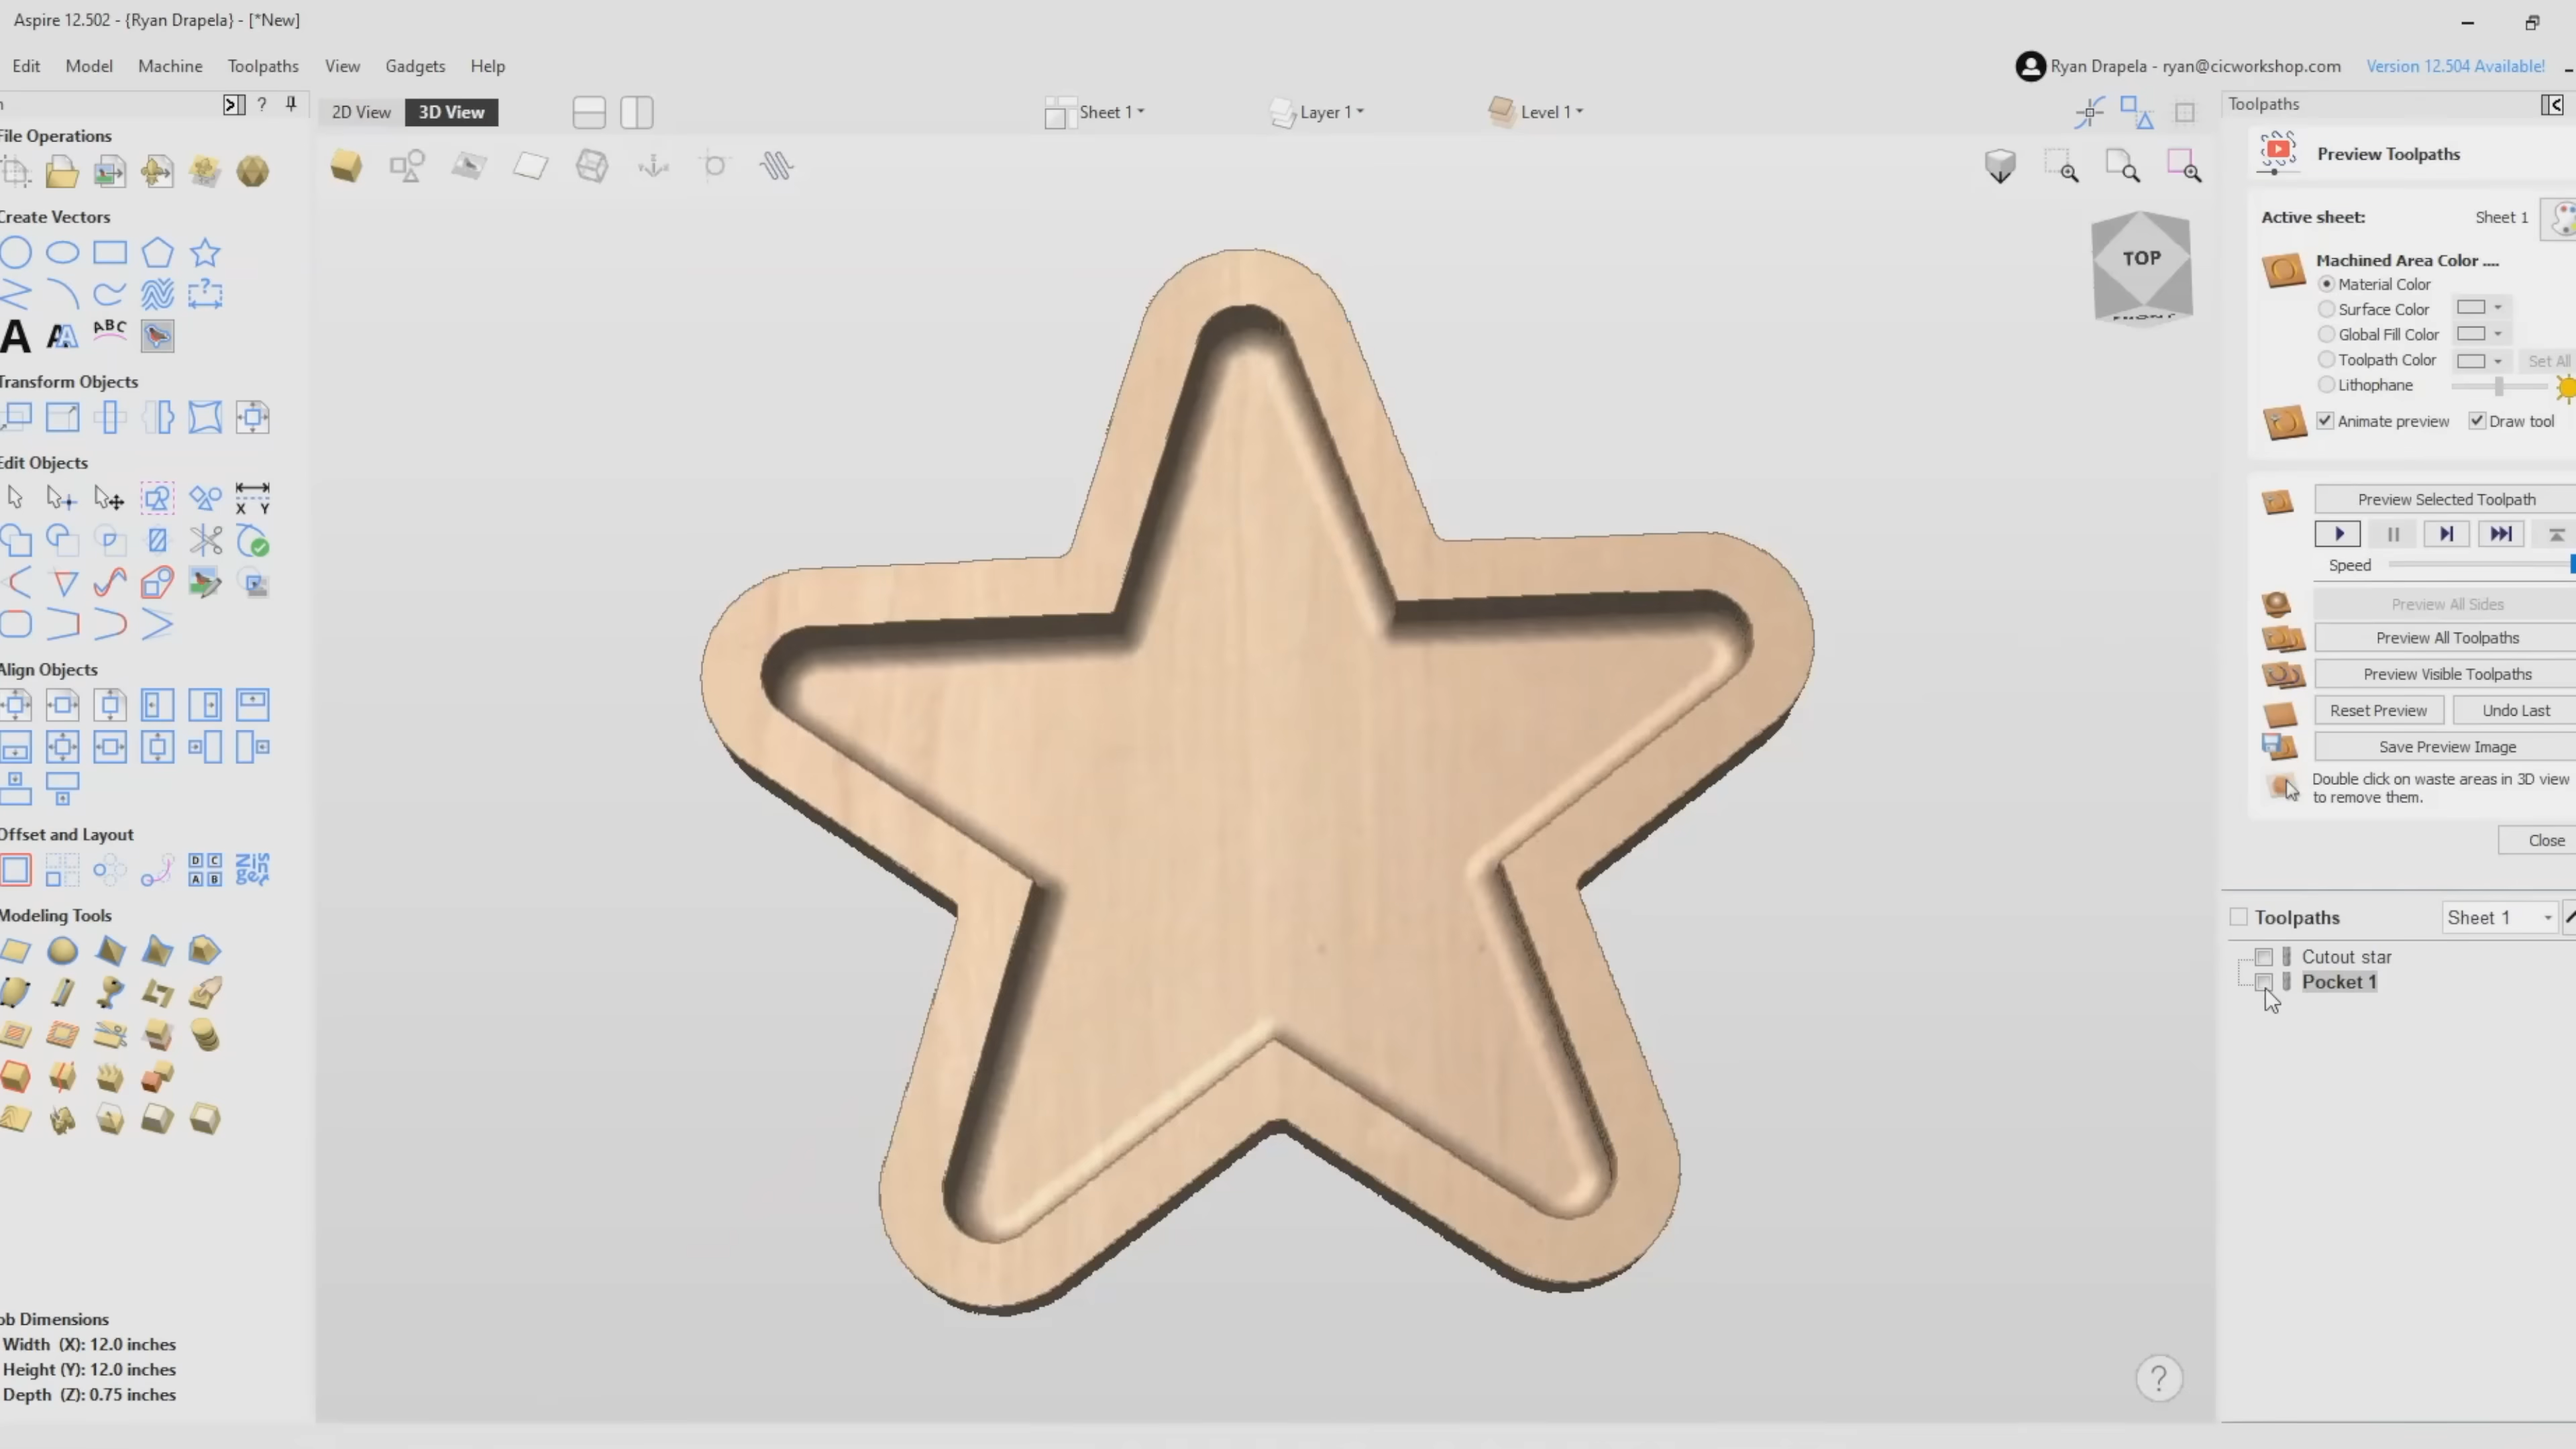 Aspire 12.502 - {Ryan Drapela} - [*New]
Edit Model Machine Toolpaths View Gadgets Help
Ryan Drapela - ryan@cicworkshop.com Version 12.504 Available!
2D View 3D View Sheet 1 Layer 1 Level 1
Toolpaths
File Operations
Create Vectors
A A ABC
Transform Objects
Edit Objects
X Y
Align Objects
Offset and Layout
D C
A B
Modeling Tools
ob Dimensions
Width (X): 12.0 inches
Height (Y): 12.0 inches
Depth (Z): 0.75 inches
TOP
FRONT
?
Preview Toolpaths
Active sheet: Sheet 1
Machined Area Color ....
Material Color
Surface Color
Global Fill Color
Toolpath Color Set All
Lithophane
Animate preview Draw tool
Preview Selected Toolpath
Speed
Preview All Sides
Preview All Toolpaths
Preview Visible Toolpaths
Reset Preview Undo Last
Save Preview Image
Double click on waste areas in 3D view
to remove them.
Close
Toolpaths Sheet 1
Cutout star
Pocket 1